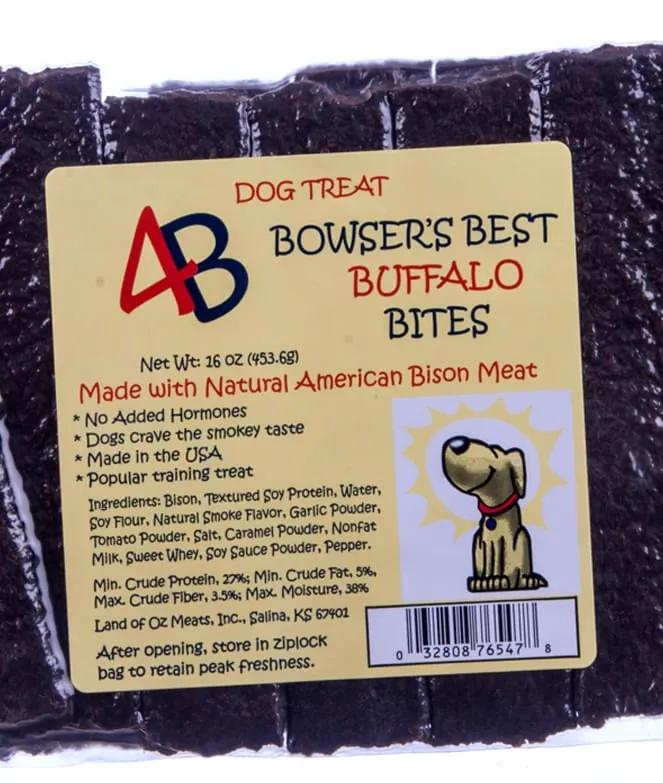 DOG TREAT
4B
BOWSER'S BEST
BUFFALO
BITES
Net Wt: 16 oz (453.6g)
Made with Natural American Bison Meat
* No Added Hormones
* Dogs crave the smokey taste
* Made in the USA
* Popular training treat
Ingredients: Bison, Textured Soy Protein, Water,
Soy Flour, Natural Smoke Flavor, Garlic Powder,
Tomato Powder, Salt, Caramel Powder, Nonfat
Milk, Sweet Whey, Soy Sauce Powder, Pepper.
Min. Crude Protein, 27%; Min. Crude Fat, 5%,
Max. Crude Fiber, 3.5%; Max. Moisture, 38%
Land of Oz Meats, Inc., Salina, KS 67401
After opening, store in ziplock
bag to retain peak freshness.
0 32808 76547 8